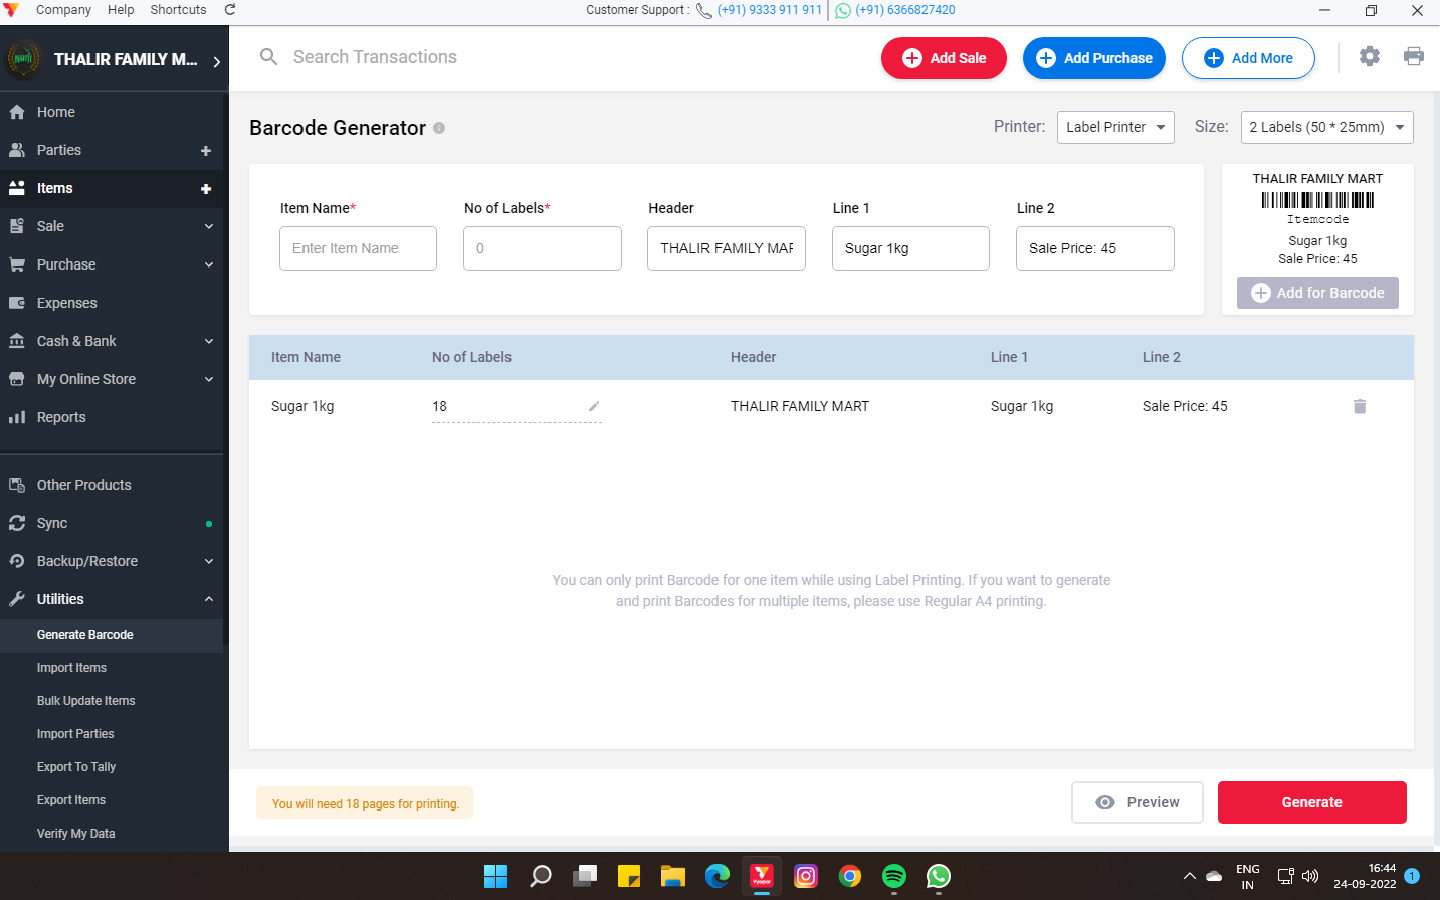 Company Help Shortcuts
Customer Support : (+91) 9333 911 911 (+91) 6366827420
THALIR FAMILY M...
Search Transactions
Add Sale
Add Purchase
Add More
Home
Parties
Items
Sale
Purchase
Expenses
Cash & Bank
My Online Store
Reports
Other Products
Sync
Backup/Restore
Utilities
Generate Barcode
Import Items
Bulk Update Items
Import Parties
Export To Tally
Export Items
Verify My Data
Barcode Generator
Printer: Label Printer
Size: 2 Labels (50 * 25mm)
Item Name* No of Labels* Header Line 1 Line 2
Enter Item Name 0 THALIR FAMILY MAR Sugar 1kg Sale Price: 45
THALIR FAMILY MART
Itemcode
Sugar 1kg
Sale Price: 45
Add for Barcode
Item Name No of Labels Header Line 1 Line 2
Sugar 1kg 18 THALIR FAMILY MART Sugar 1kg Sale Price: 45
You can only print Barcode for one item while using Label Printing. If you want to generate
and print Barcodes for multiple items, please use Regular A4 printing.
You will need 18 pages for printing.
Preview
Generate
Vyapar
ENG
IN
16:44
24-09-2022
1